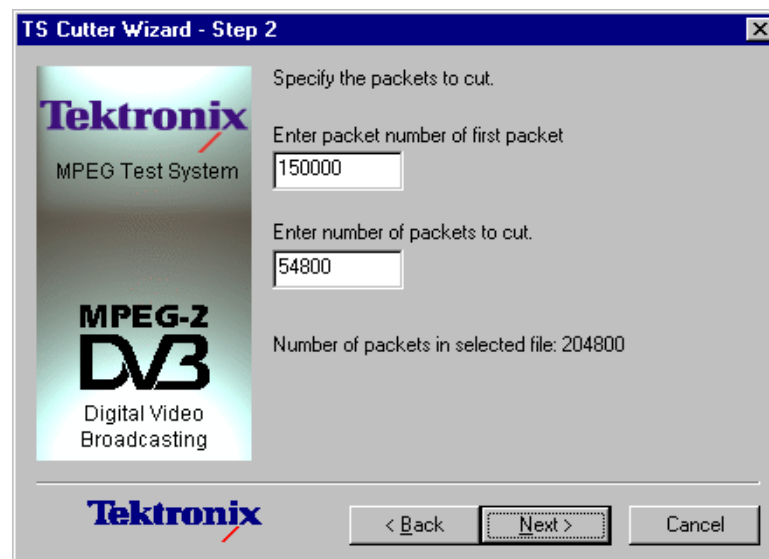 TS Cutter Wizard - Step 2
Tektronix
MPEG Test System
MPEG-2
DVB
Digital Video
Broadcasting
Specify the packets to cut.
Enter packet number of first packet
150000
Enter number of packets to cut.
54800
Number of packets in selected file: 204800
Tektronix
< Back
Next >
Cancel